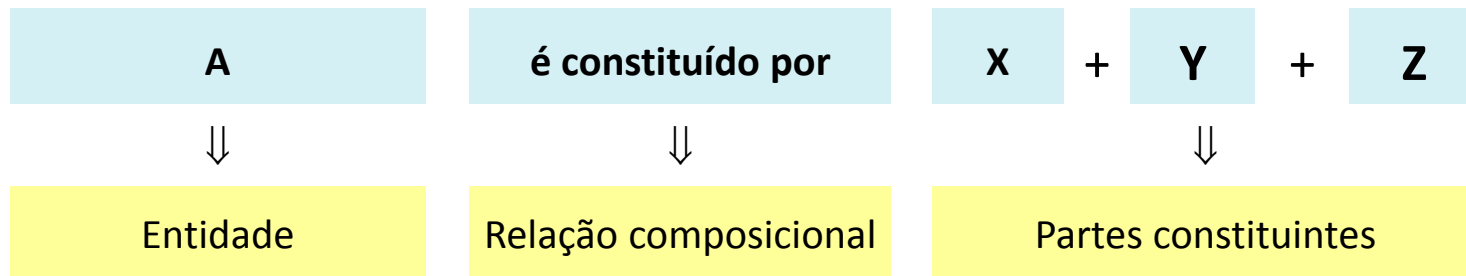 A é constituído por X + Y + Z
⇓ ⇓ ⇓
Entidade Relação composicional Partes constituintes